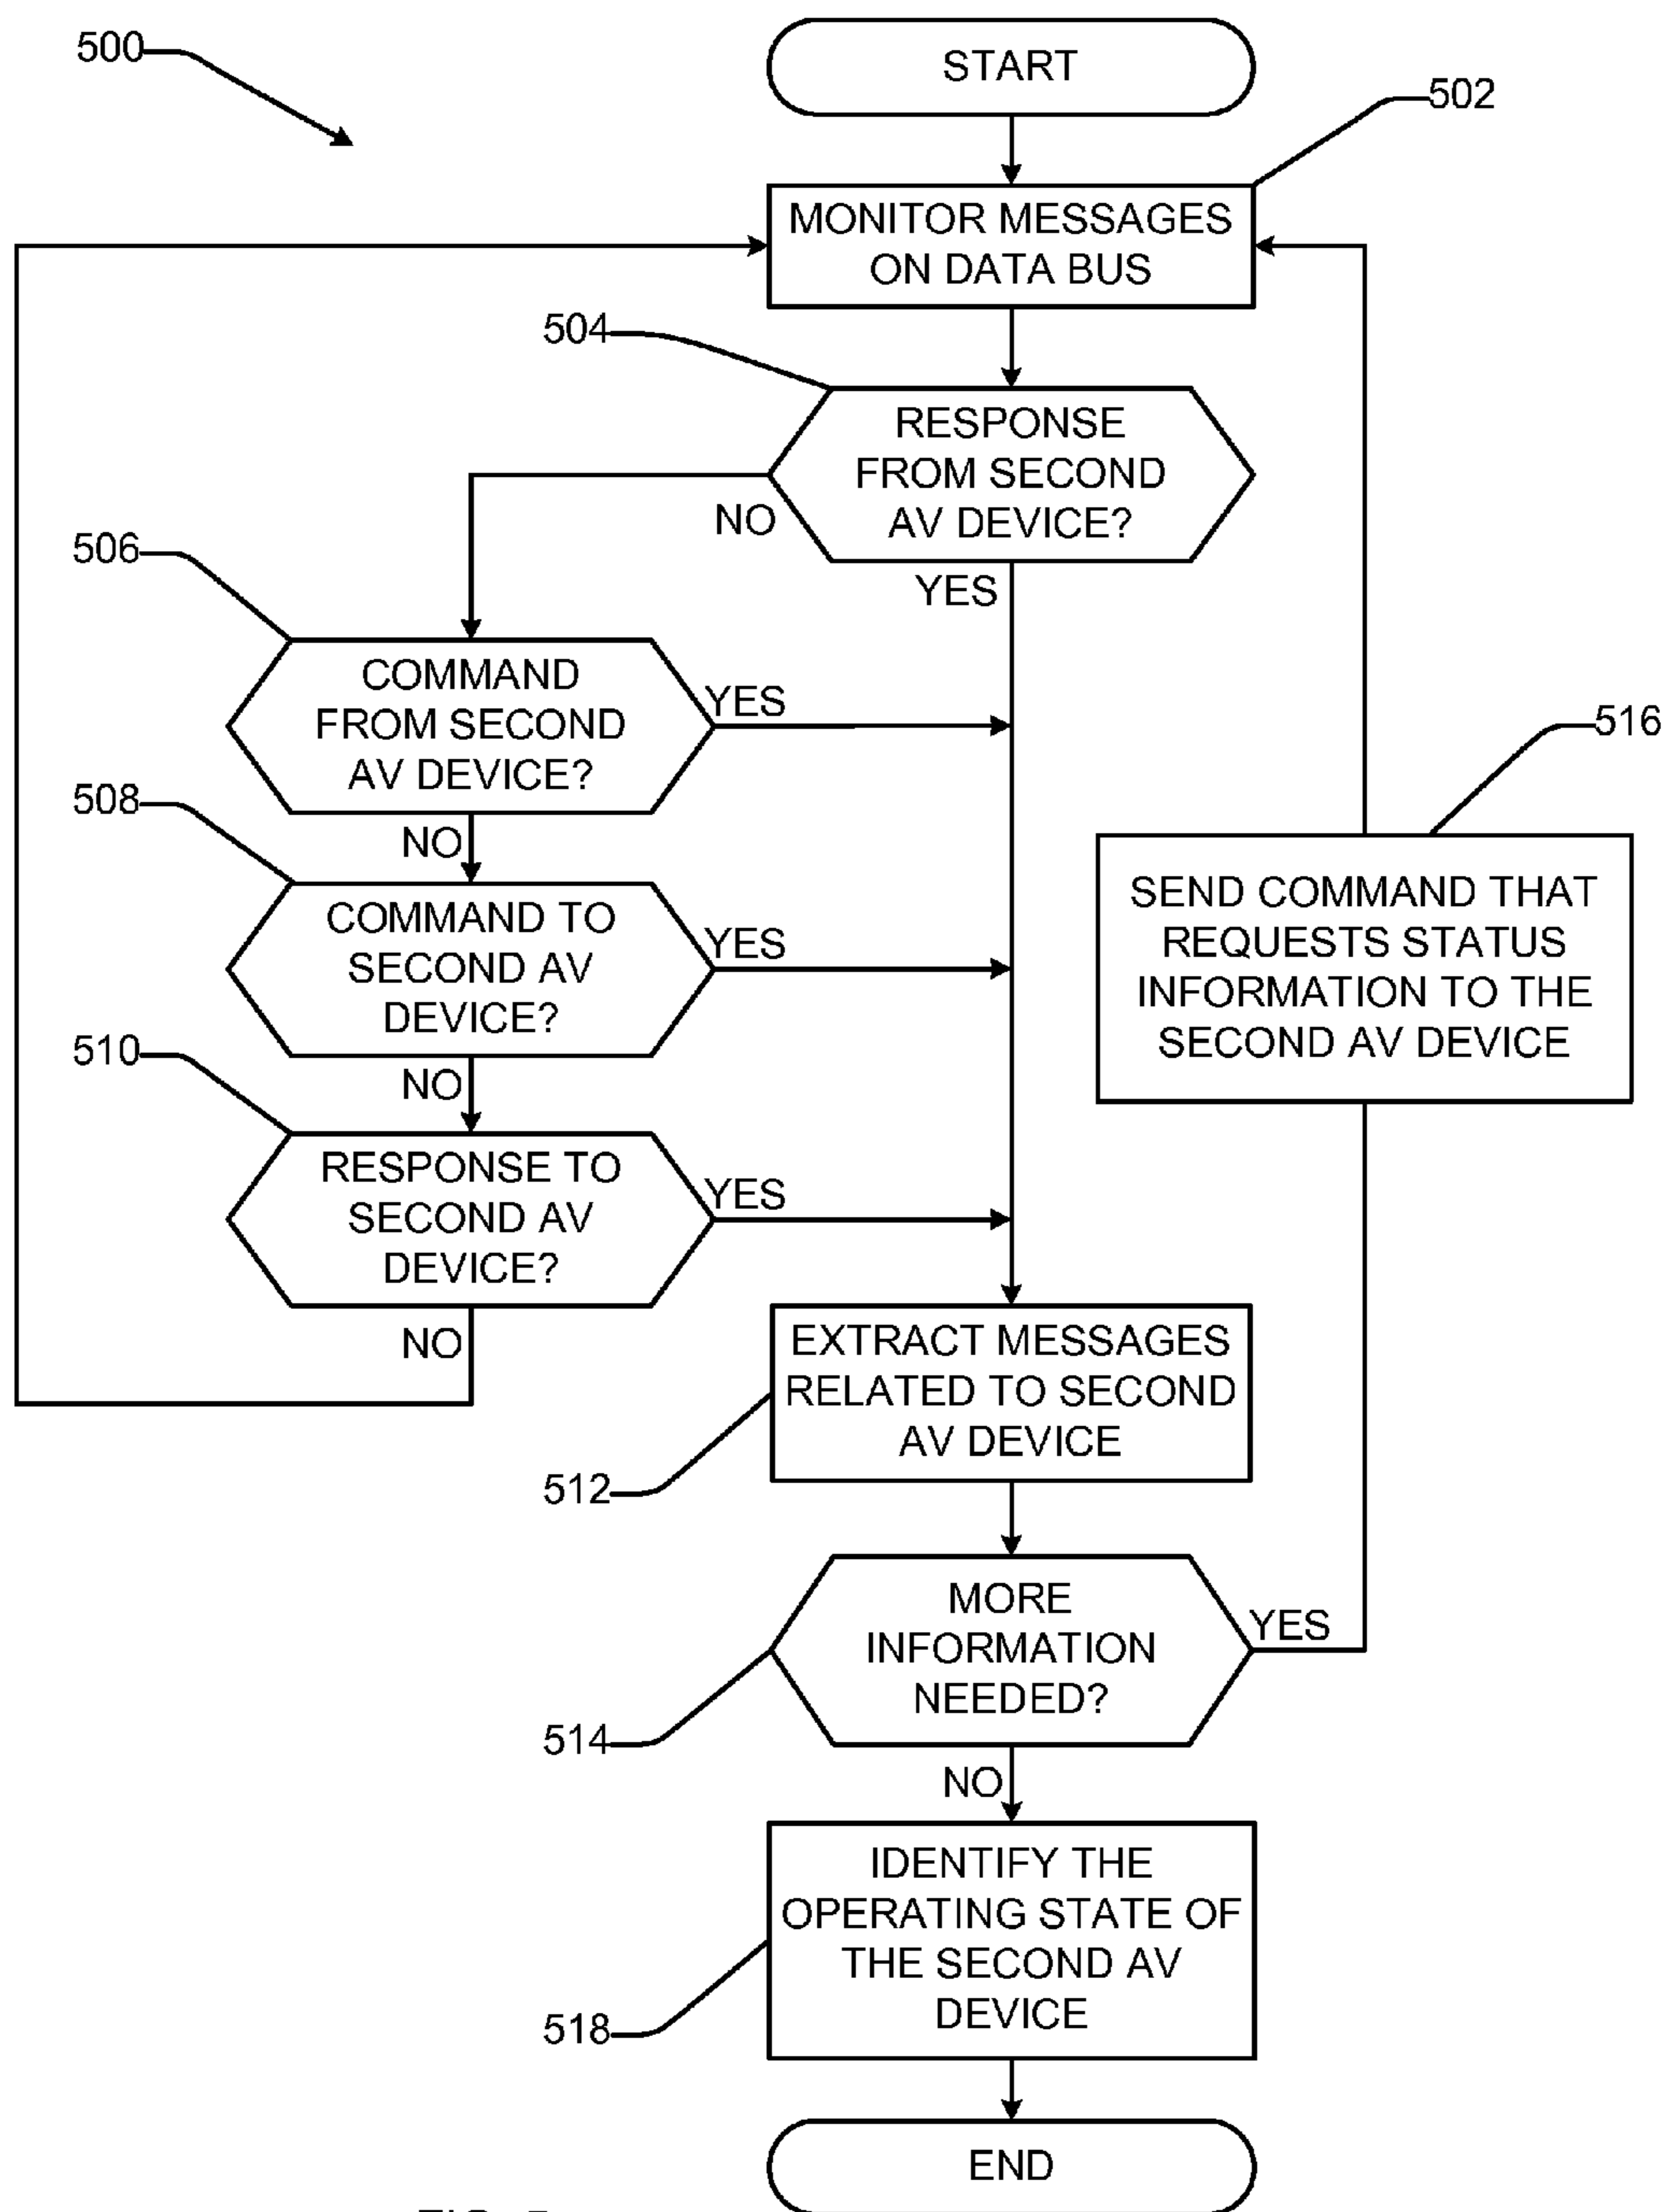 500
START
502
MONITOR MESSAGES
ON DATA BUS
504
RESPONSE
FROM SECOND
AV DEVICE?
NO
YES
506
COMMAND
FROM SECOND
AV DEVICE?
YES
NO
508
COMMAND TO
SECOND AV
DEVICE?
YES
NO
510
RESPONSE TO
SECOND AV
DEVICE?
YES
NO
516
SEND COMMAND THAT
REQUESTS STATUS
INFORMATION TO THE
SECOND AV DEVICE
EXTRACT MESSAGES
RELATED TO SECOND
AV DEVICE
512
MORE
INFORMATION
NEEDED?
YES
514
NO
IDENTIFY THE
OPERATING STATE OF
THE SECOND AV
DEVICE
518
END